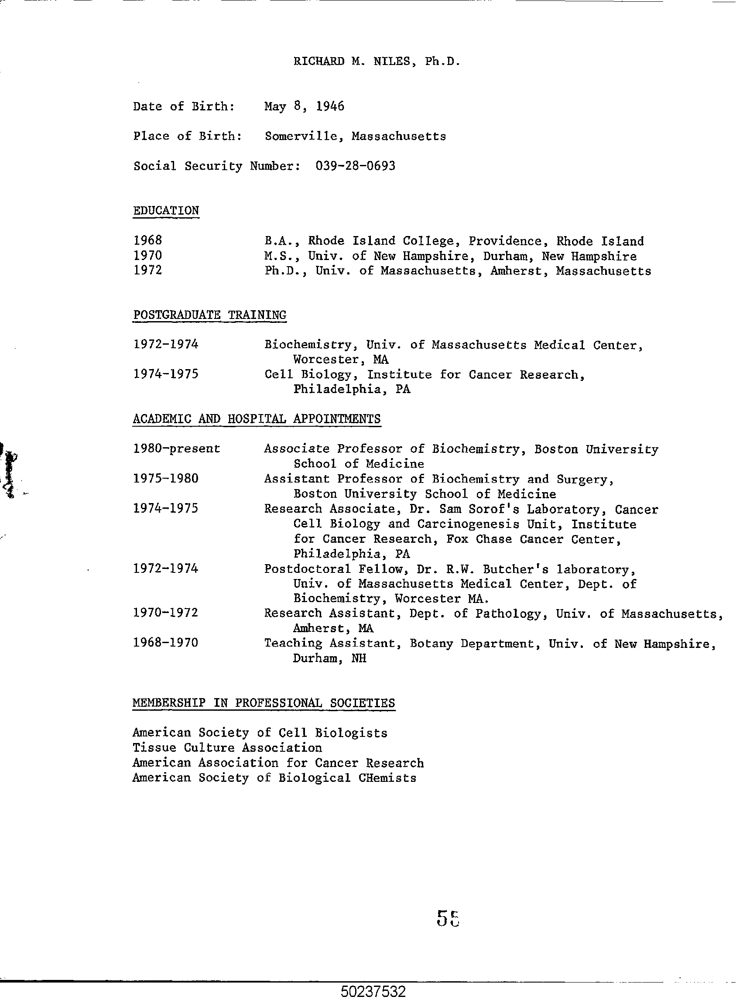 RICHARD M. NILES, Ph.D.
Date of Birth: May 8, 1946
Place of Birth: Somerville, Massachusetts
Social Security Number: 039-28-0693
EDUCATION
1968 B.A., Rhode Island College, Providence, Rhode Island
1970 M.S., Univ. of New Hampshire, Durham, New Hampshire
1972 Ph.D., Univ. of Massachusetts, Amherst, Massachusetts
POSTGRADUATE TRAINING
1972-1974 Biochemistry, Univ. of Massachusetts Medical Center,
Worcester, MA
1974-1975 Cell Biology, Institute for Cancer Research,
Philadelphia, PA
ACADEMIC AND HOSPITAL APPOINTMENTS
1980-present Associate Professor of Biochemistry, Boston University
School of Medicine
1975-1980 Assistant Professor of Biochemistry and Surgery,
Boston University School of Medicine
1974-1975 Research Associate, Dr. Sam Sorof's Laboratory, Cancer
Cell Biology and Carcinogenesis Unit, Institute
for Cancer Research, Fox Chase Cancer Center,
Philadelphia, PA
1972-1974 Postdoctoral Fellow, Dr. R.W. Butcher's laboratory,
Univ. of Massachusetts Medical Center, Dept. of
Biochemistry, Worcester MA.
1970-1972 Research Assistant, Dept. of Pathology, Univ. of Massachusetts,
Amherst, MA
1968-1970 Teaching Assistant, Botany Department, Univ. of New Hampshire,
Durham, NH
MEMBERSHIP IN PROFESSIONAL SOCIETIES
American Society of Cell Biologists
Tissue Culture Association
American Association for Cancer Research
American Society of Biological CHemists
50237532